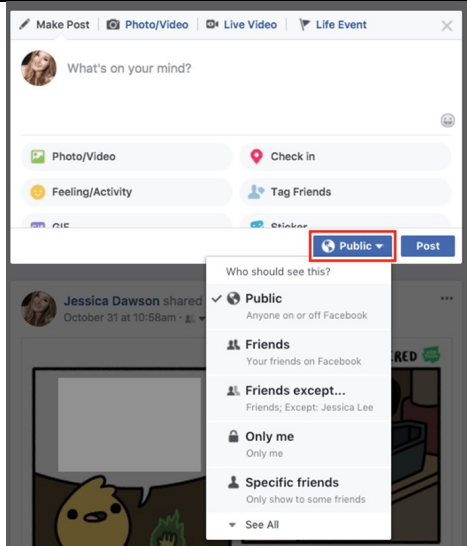 Make Post
Photo/Video
Live Video
Life Event
What's on your mind?
Photo/Video
Check in
Feeling/Activity
Tag Friends
GIF
Sticker
Public
Post
Who should see this?
Public
Anyone on or off Facebook
Friends
Your friends on Facebook
Friends except...
Friends; Except: Jessica Lee
Only me
Only me
Specific friends
Only show to some friends
See All
Jessica Dawson shared
October 31 at 10:58am
RED